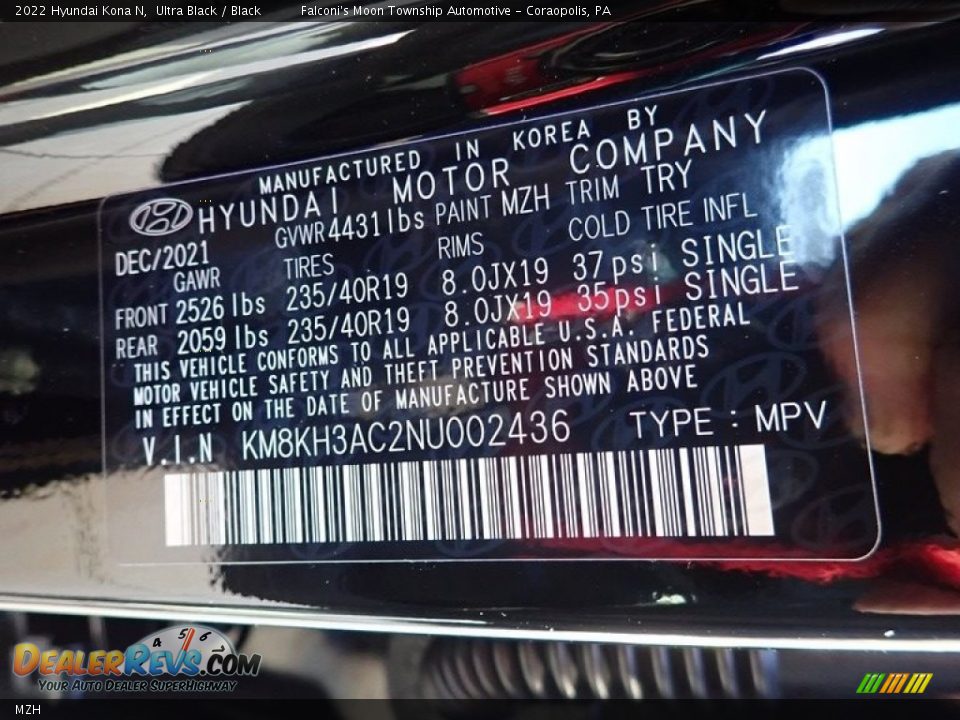 2022 Hyundai Kona N, Ultra Black / Black Falconi's Moon Township Automotive - Coraopolis, PA
MANUFACTURED IN KOREA BY
HYUNDAI MOTOR COMPANY
DEC/2021 GVWR 4431 lbs PAINT MZH TRIM TRY
GAWR TIRES RIMS COLD TIRE INFL
FRONT 2526 lbs 235/40R19 8.0JX19 37psi SINGLE
REAR 2059 lbs 235/40R19 8.0JX19 35psi SINGLE
THIS VEHICLE CONFORMS TO ALL APPLICABLE U.S.A. FEDERAL
MOTOR VEHICLE SAFETY AND THEFT PREVENTION STANDARDS
IN EFFECT ON THE DATE OF MANUFACTURE SHOWN ABOVE
V.I.N KM8KH3AC2NU002436 TYPE : MPV
4 5 6
DEALERREVS.COM
YOUR AUTO DEALER SUPERHIGHWAY
MZH